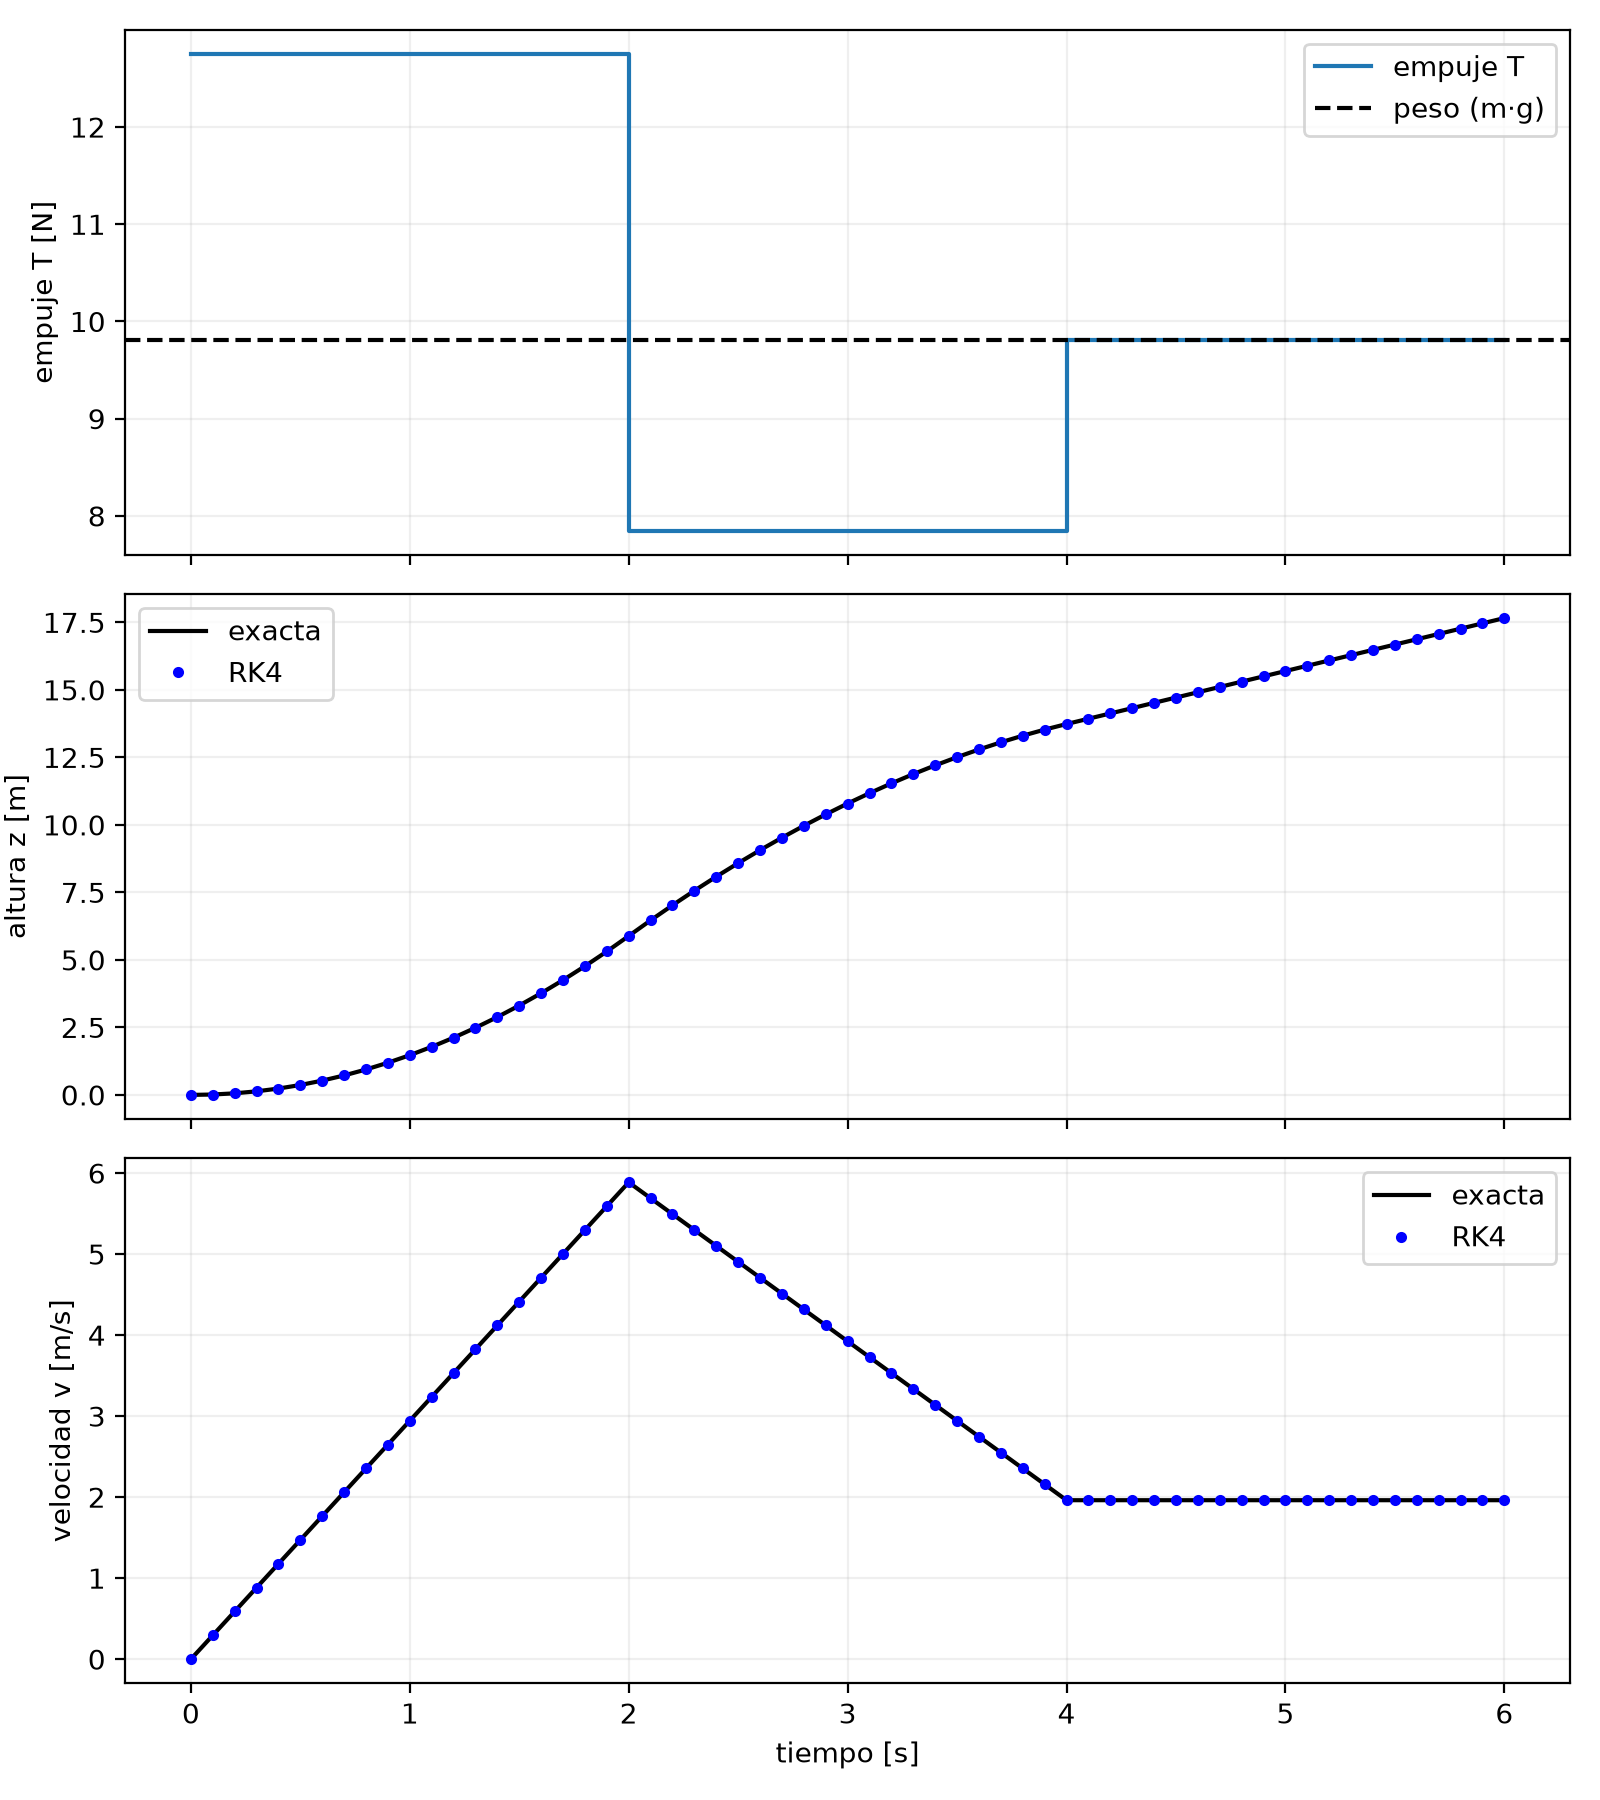 empuje T [N]
12
11
10
9
8
empuje T
peso (m·g)
altura z [m]
17.5
15.0
12.5
10.0
7.5
5.0
2.5
0.0
exacta
RK4
velocidad v [m/s]
6
5
4
3
2
1
0
exacta
RK4
0 1 2 3 4 5 6
tiempo [s]